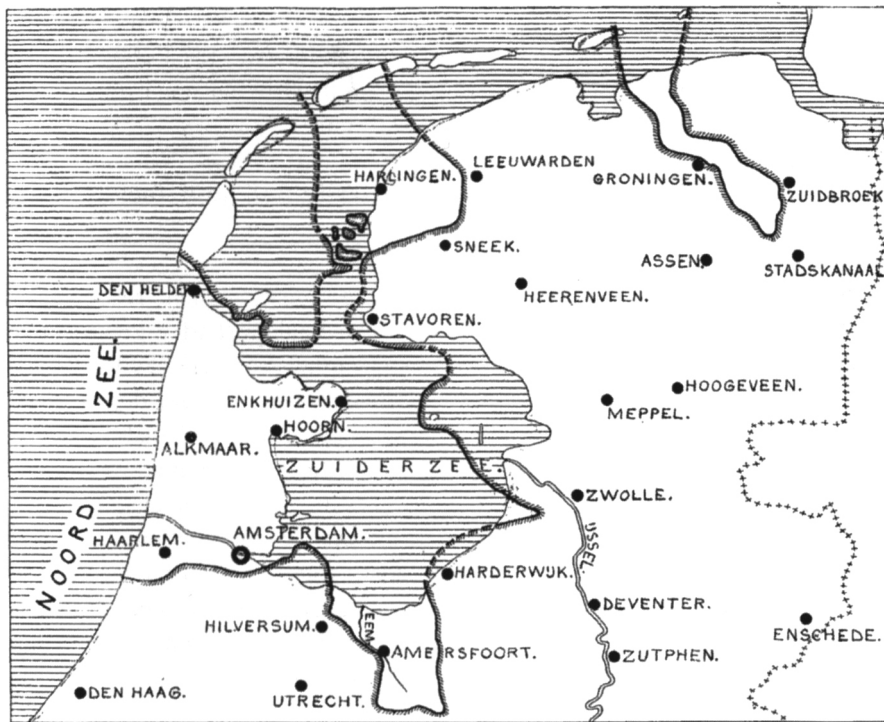 HARLINGEN.
LEEUWARDEN
GRONINGEN.
ZUIDBROEK
SNEEK.
ASSEN.
STADSKANAAL
DEN HELDER
HEERENVEEN.
STAVOREN.
ZEE.
ENKHUIZEN.
HOORN.
HOOGEVEEN.
MEPPEL.
ALKMAAR.
ZUIDERZEE.
ZWOLLE.
NOORD
HAARLEM.
AMSTERDAM.
IJSSEL.
HARDERWIJK.
DEVENTER.
HILVERSUM.
EEM.
AMERSFOORT.
ENSCHEDE.
ZUTPHEN.
DEN HAAG.
UTRECHT.